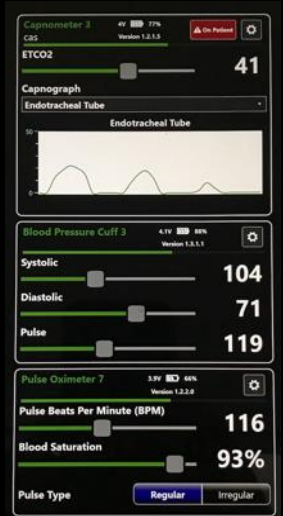 Capnometer 3 4V 77% On Patient
cas Version 1.2.1.5
ETCO2
41
Capnograph
Endotracheal Tube
Endotracheal Tube
50
0
Blood Pressure Cuff 3 4.1V 88%
Version 1.3.1.1
Systolic
104
Diastolic
71
Pulse
119
Pulse Oximeter 7 3.9V 66%
Version 1.2.2.0
Pulse Beats Per Minute (BPM)
116
Blood Saturation
93%
Pulse Type Regular Irregular